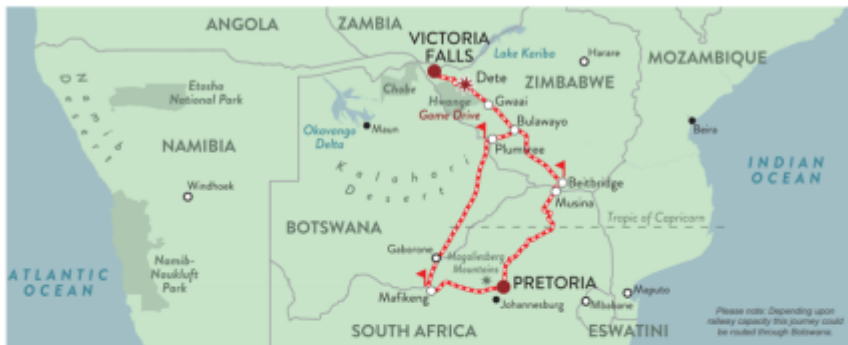 ANGOLA
ZAMBIA
VICTORIA
FALLS
Lake Kariba
Harare
MOZAMBIQUE
Namib
Desert
Etosha
National Park
Chobe
Dete
ZIMBABWE
Hwange
Game Drive
Gwaai
Okavango
Delta
Maun
Bulawayo
Plumtree
Beira
NAMIBIA
Kalahari
Desert
INDIAN
OCEAN
Windhoek
Beitbridge
Musina
BOTSWANA
Tropic of Capricorn
Gaborone
Magaliesberg
Mountains
Namib-
Naukluft
Park
ATLANTIC
OCEAN
Mafikeng
PRETORIA
Johannesburg
Maputo
Mbabane
SOUTH AFRICA
ESWATINI
Please note: Depending upon
railway capacity this journey could
be routed through Botswana.